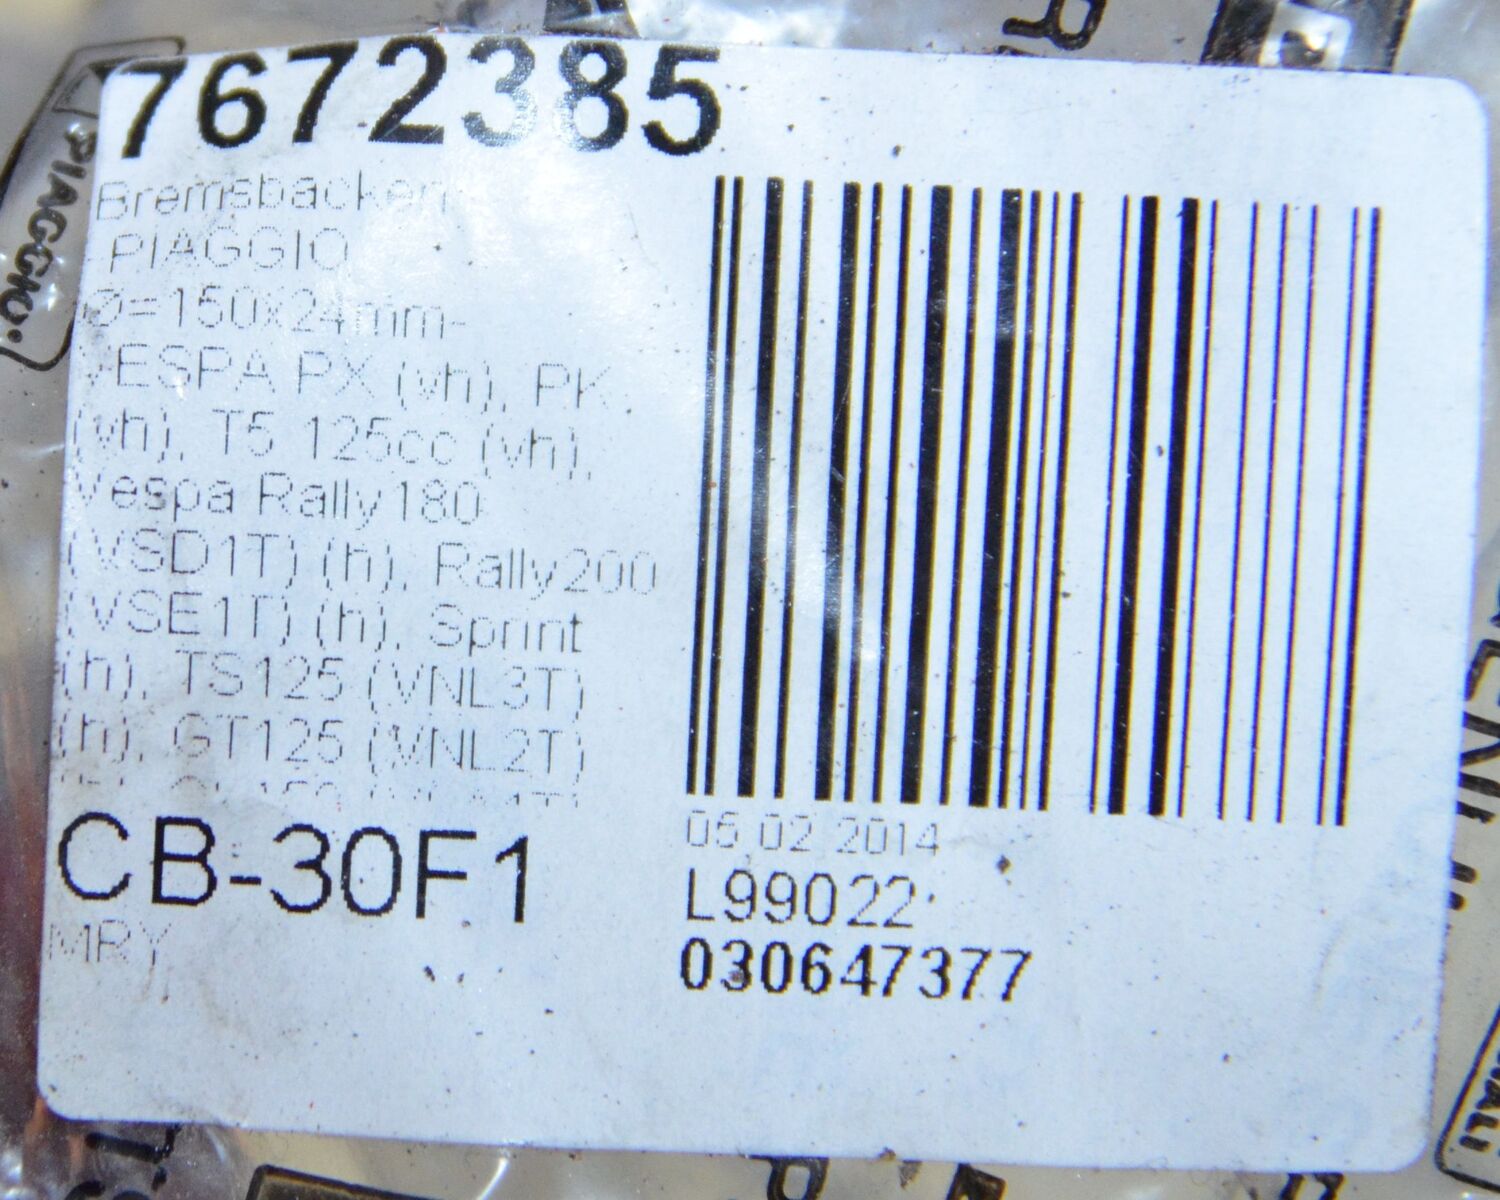 7672385
Bremsbacken
PIAGGIO
Ø=150x24mm-
VESPA PX (vh), PK
(vh), T5 125cc (vh),
Vespa Rally180
(VSD1T) (h), Rally200
(VSE1T) (h), Sprint
(h), TS125 (VNL3T)
(h), GT125 (VNL2T)
CB-30F1
MRY
05.02.2014
L99022
030647377
PIAGGIO